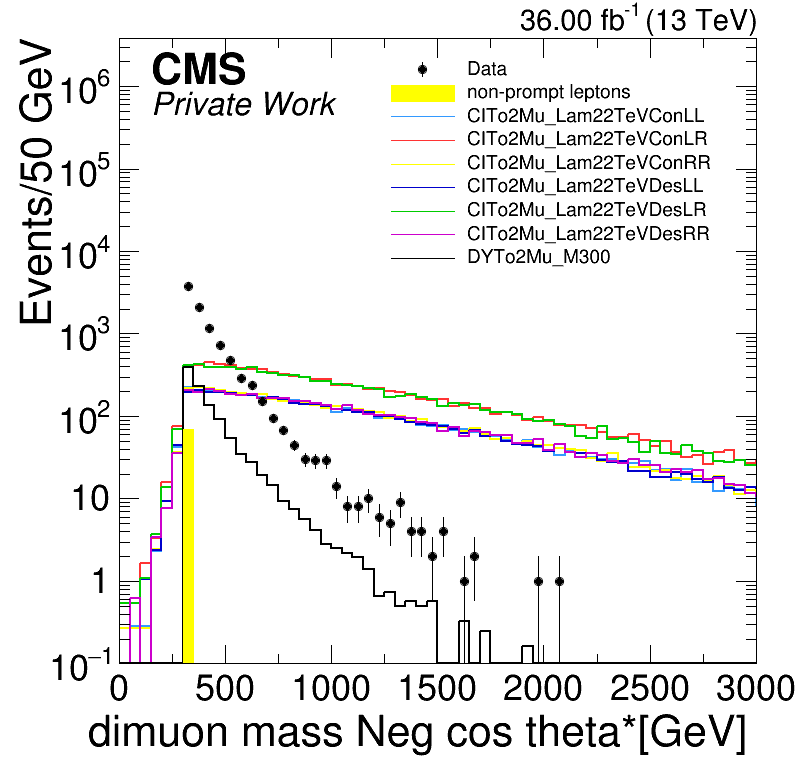 36.00 fb-1 (13 TeV)
CMS
Private Work
Data
non-prompt leptons
CITo2Mu_Lam22TeVConLL
CITo2Mu_Lam22TeVConLR
CITo2Mu_Lam22TeVConRR
CITo2Mu_Lam22TeVDesLL
CITo2Mu_Lam22TeVDesLR
CITo2Mu_Lam22TeVDesRR
DYTo2Mu_M300
Events/50 GeV
10^6
10^5
10^4
10^3
10^2
10
1
10^−1
0 500 1000 1500 2000 2500 3000
dimuon mass Neg cos theta*[GeV]